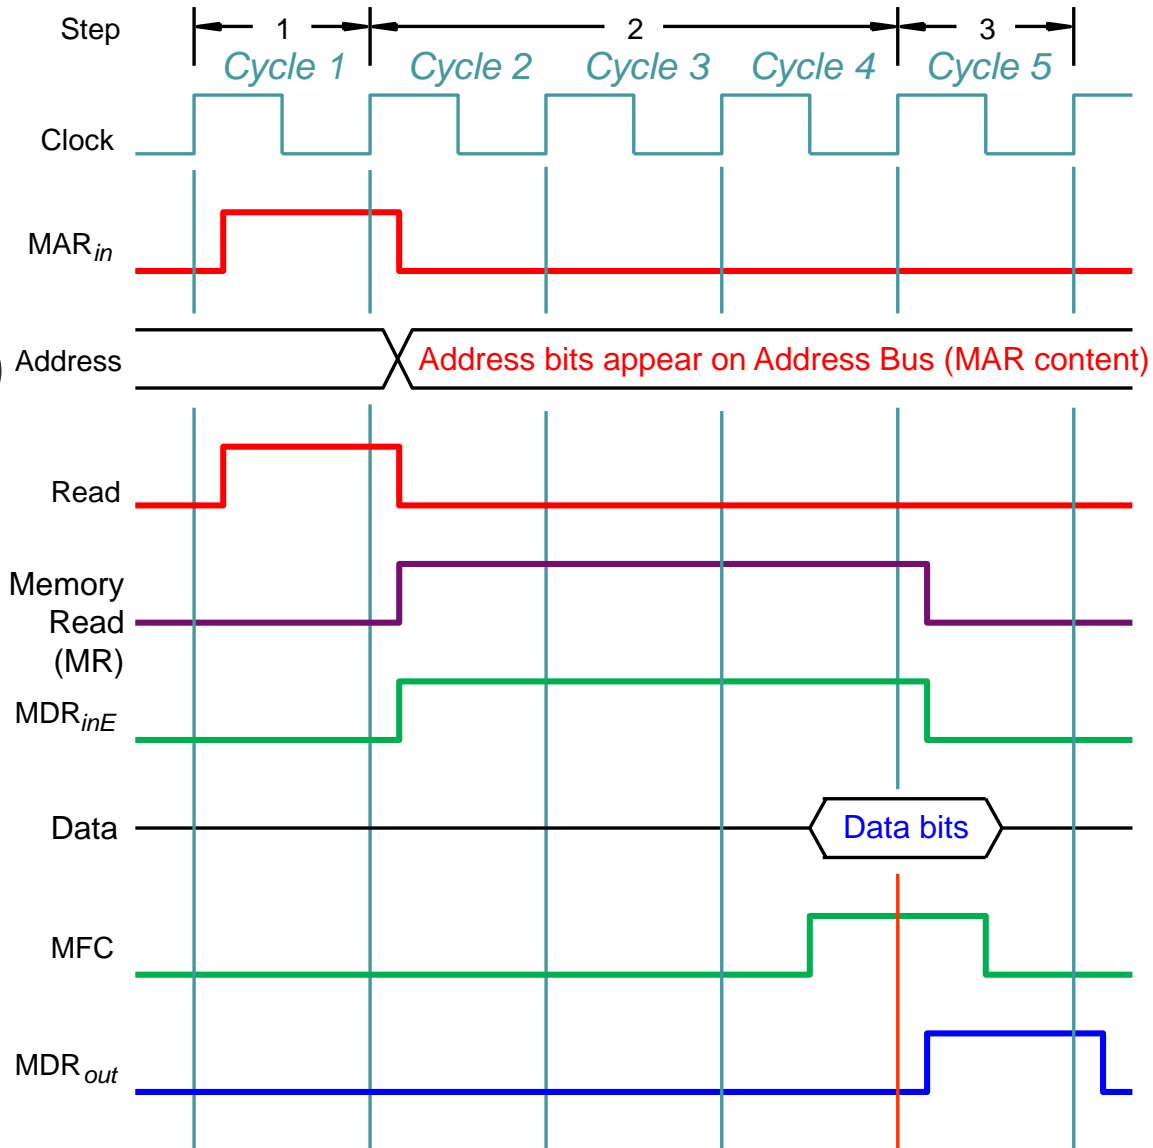 Step 1 2 3
Cycle 1 Cycle 2 Cycle 3 Cycle 4 Cycle 5
Clock
MARin
) Address Address bits appear on Address Bus (MAR content)
Read
Memory
Read
(MR)
MDRinE
Data Data bits
MFC
MDRout